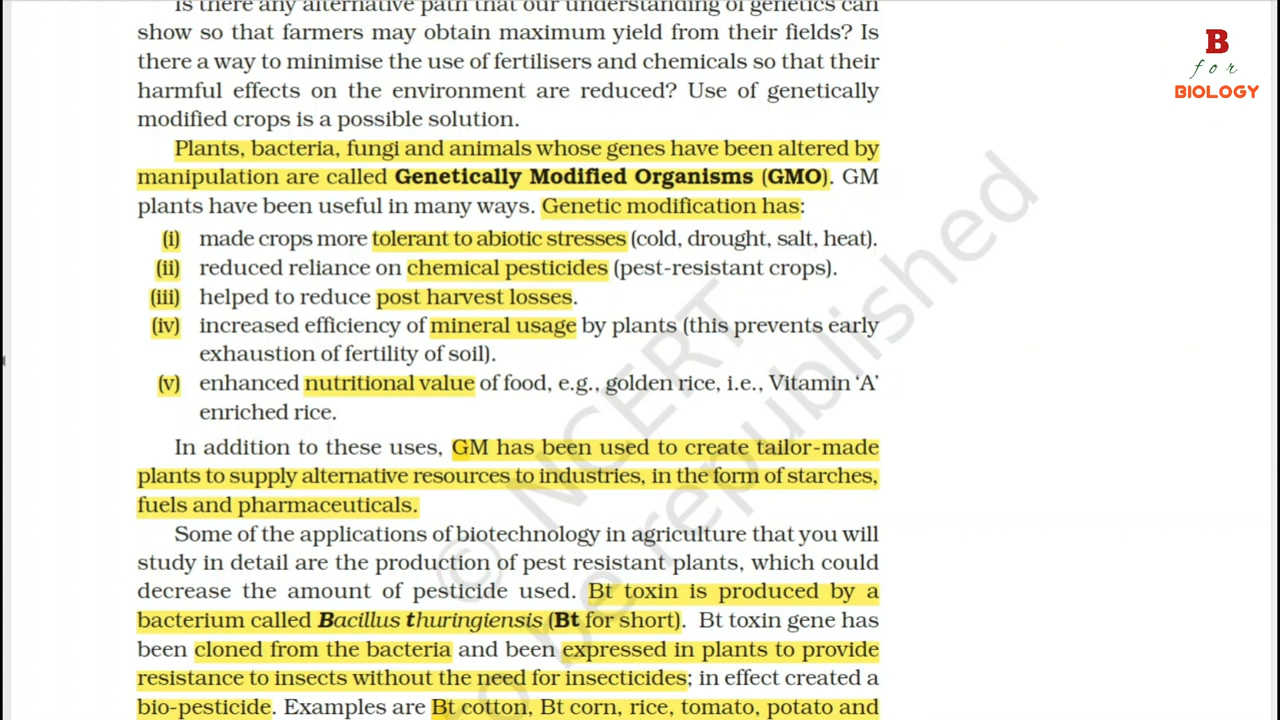 Is there any alternative path that our understanding of genetics can
show so that farmers may obtain maximum yield from their fields? Is
there a way to minimise the use of fertilisers and chemicals so that their
harmful effects on the environment are reduced? Use of genetically
modified crops is a possible solution.
Plants, bacteria, fungi and animals whose genes have been altered by
manipulation are called Genetically Modified Organisms (GMO). GM
plants have been useful in many ways. Genetic modification has:
(i) made crops more tolerant to abiotic stresses (cold, drought, salt, heat).
(ii) reduced reliance on chemical pesticides (pest-resistant crops).
(iii) helped to reduce post harvest losses.
(iv) increased efficiency of mineral usage by plants (this prevents early
exhaustion of fertility of soil).
(v) enhanced nutritional value of food, e.g., golden rice, i.e., Vitamin ‘A’
enriched rice.
In addition to these uses, GM has been used to create tailor-made
plants to supply alternative resources to industries, in the form of starches,
fuels and pharmaceuticals.
Some of the applications of biotechnology in agriculture that you will
study in detail are the production of pest resistant plants, which could
decrease the amount of pesticide used. Bt toxin is produced by a
bacterium called Bacillus thuringiensis (Bt for short). Bt toxin gene has
been cloned from the bacteria and been expressed in plants to provide
resistance to insects without the need for insecticides; in effect created a
bio-pesticide. Examples are Bt cotton, Bt corn, rice, tomato, potato and
B
for
BIOLOGY
© NCERT
to be republished